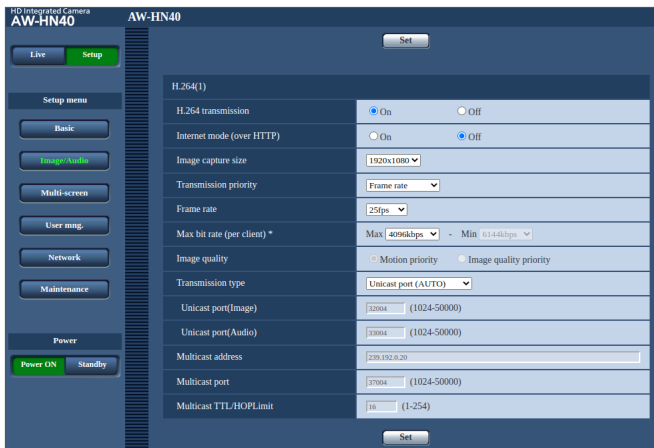 HD Integrated Camera
AW-HN40
AW-HN40
Live Setup
Setup menu
Basic
Image/Audio
Multi-screen
User mng.
Network
Maintenance
Power
Power ON Standby
Set
H.264(1)
H.264 transmission On Off
Internet mode (over HTTP) On Off
Image capture size 1920x1080
Transmission priority Frame rate
Frame rate 25fps
Max bit rate (per client) * Max 4096kbps - Min 6144kbps
Image quality Motion priority Image quality priority
Transmission type Unicast port (AUTO)
Unicast port(Image) 32004 (1024-50000)
Unicast port(Audio) 33004 (1024-50000)
Multicast address 239.192.0.20
Multicast port 37004 (1024-50000)
Multicast TTL/HOPLimit 16 (1-254)
Set